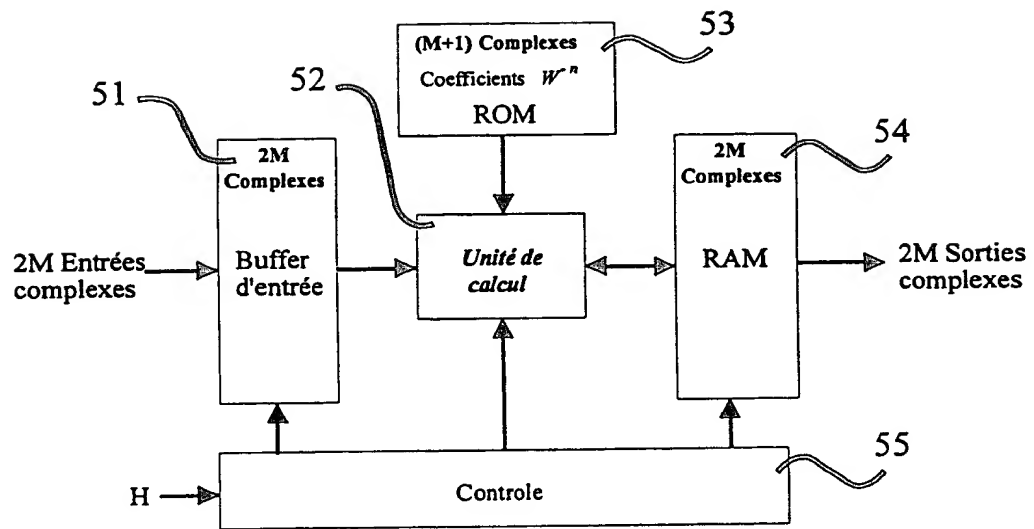 53
(M+1) Complexes
Coefficients W^n
ROM
51
52
54
2M
Complexes
2M
Complexes
2M Entrées
complexes
Buffer
d'entrée
Unité de
calcul
RAM
2M Sorties
complexes
55
H
Controle